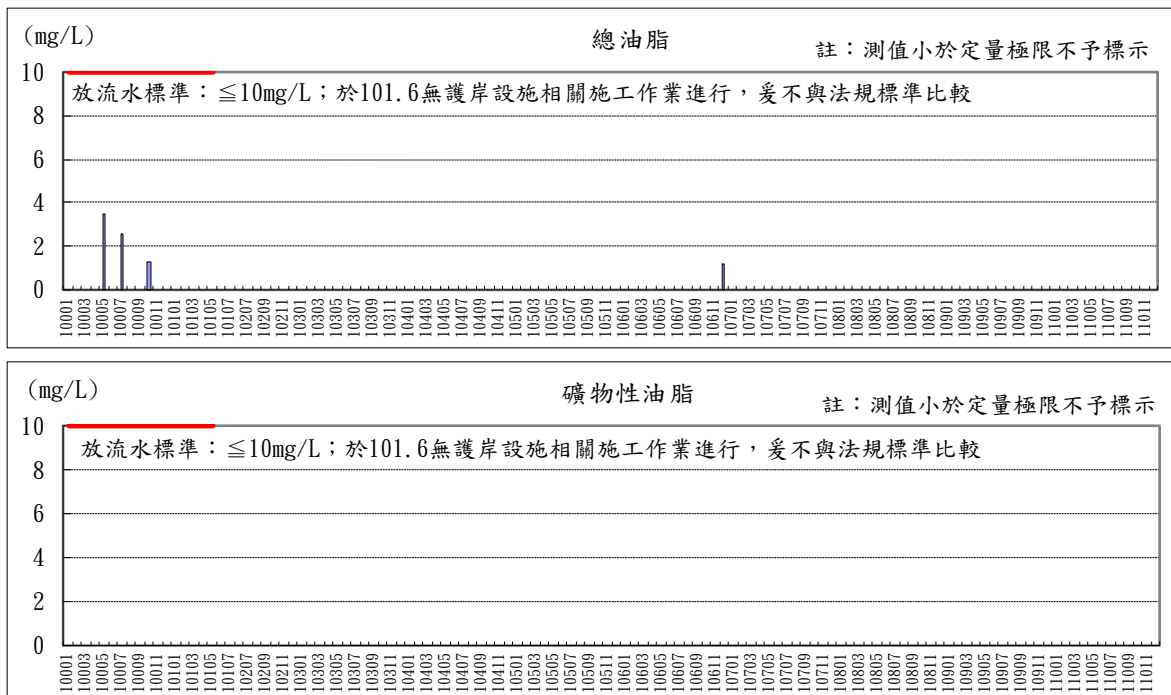 (mg/L)
總油脂
註：測值小於定量極限不予標示
放流水標準：≦10mg/L；於101.6無護岸設施相關施工作業進行，爰不與法規標準比較
10
8
6
4
2
0
10001 10003 10005 10007 10009 10011 10101 10103 10105 10107 10207 10209 10211 10301 10303 10305 10307 10309 10311 10401 10403 10405 10407 10409 10411 10501 10503 10505 10507 10509 10511 10601 10603 10605 10607 10609 10611 10701 10703 10705 10707 10709 10711 10801 10803 10805 10807 10809 10811 10901 10903 10905 10907 10909 10911 11001 11003 11005 11007 11009 11011
(mg/L)
礦物性油脂
註：測值小於定量極限不予標示
放流水標準：≦10mg/L；於101.6無護岸設施相關施工作業進行，爰不與法規標準比較
10
8
6
4
2
0
10001 10003 10005 10007 10009 10011 10101 10103 10105 10107 10207 10209 10211 10301 10303 10305 10307 10309 10311 10401 10403 10405 10407 10409 10411 10501 10503 10505 10507 10509 10511 10601 10603 10605 10607 10609 10611 10701 10703 10705 10707 10709 10711 10801 10803 10805 10807 10809 10811 10901 10903 10905 10907 10909 10911 11001 11003 11005 11007 11009 11011